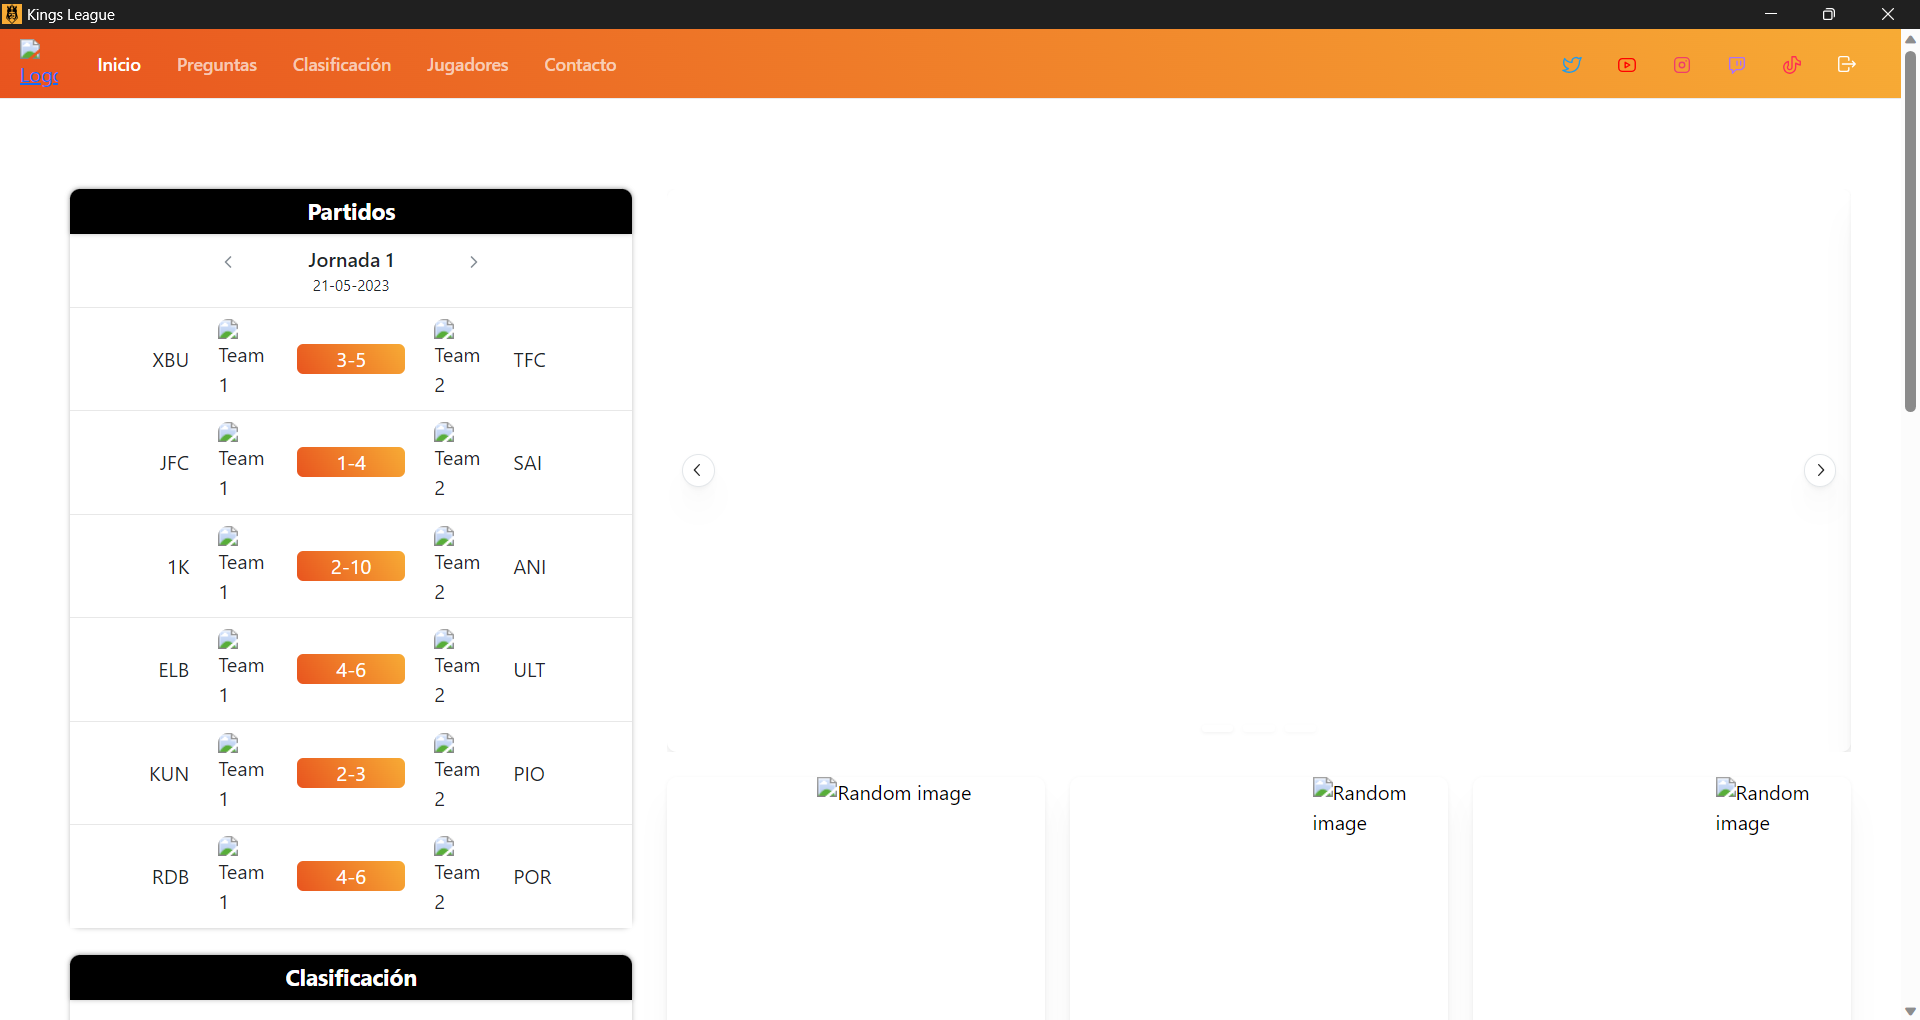 Kings League
Logo
Inicio
Preguntas
Clasificación
Jugadores
Contacto
Partidos
Jornada 1
21-05-2023
XBU
Team
1
3-5
Team
2
TFC
JFC
Team
1
1-4
Team
2
SAI
1K
Team
1
2-10
Team
2
ANI
ELB
Team
1
4-6
Team
2
ULT
KUN
Team
1
2-3
Team
2
PIO
RDB
Team
1
4-6
Team
2
POR
Clasificación
Random image
Random
image
Random
image